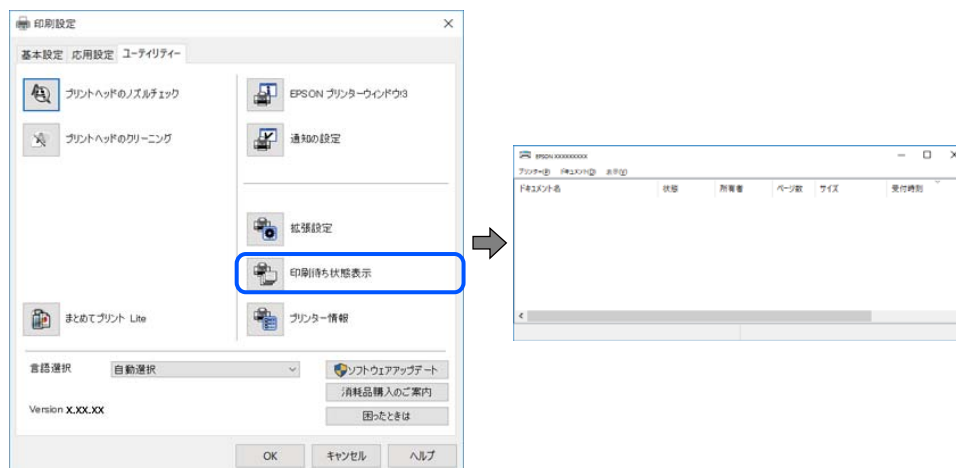 印刷設定
基本設定 応用設定 ユーティリティー
プリントヘッドのノズルチェック
プリントヘッドのクリーニング
まとめてプリント Lite
EPSON プリンターウィンドウ!3
通知の設定
拡張設定
印刷待ち状態表示
プリンター情報
言語選択 自動選択
Version X.XX.XX
ソフトウェアアップデート
消耗品購入のご案内
困ったときは
OK キャンセル ヘルプ
EPSON XXXXXXXXXX
プリンター(P) ドキュメント(D) 表示(V)
ドキュメント名 状態 所有者 ページ数 サイズ 受付時刻